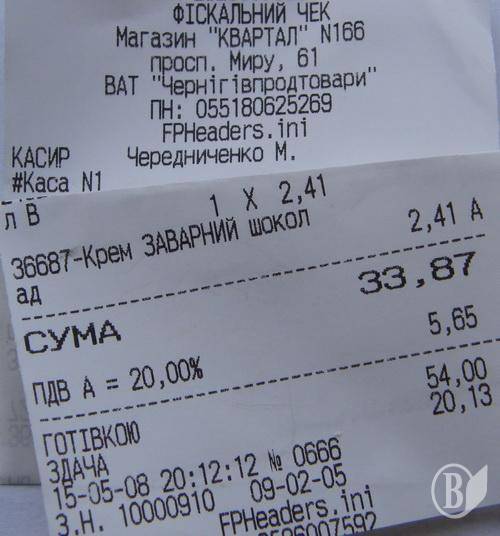 ФІСКАЛЬНИЙ ЧЕК
Магазин "КВАРТАЛ" N166
просп. Миру, 61
ВАТ "Чернігівпродтовари"
ПН: 055180625269
FPHeaders.ini
КАСИР Чередниченко М.
#Каса N1
л В
1 X 2,41
36687-Крем ЗАВАРНИЙ шокол
ад 2,41 А
СУМА 33,87
ПДВ А = 20,00% 5,65
ГОТІВКОЮ 54,00
ЗДАЧА 20,13
15-05-08 20:12:12 № 0666
З.Н. 10000910 09-02-05
FPHeaders.ini
В